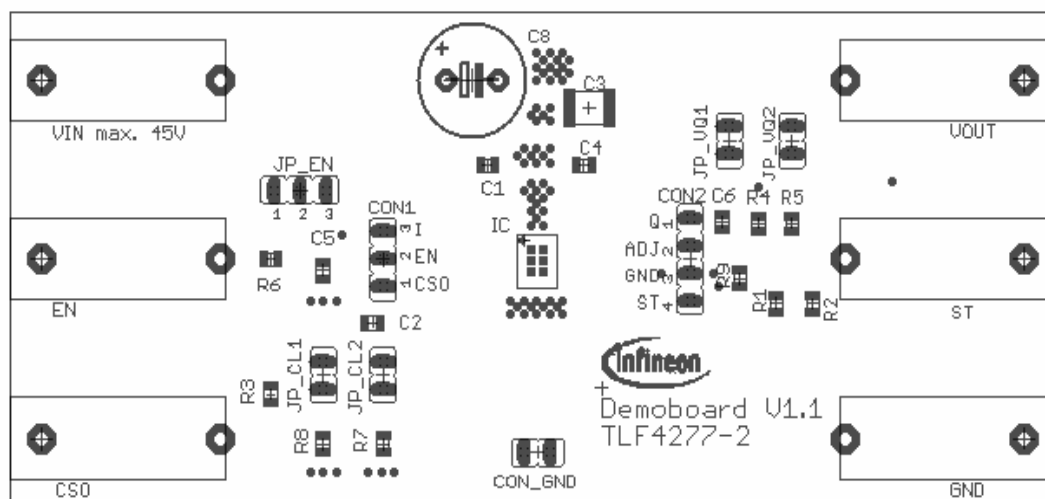 C8
C3
VIN max. 45V
JP_VQ1
JP_VQ2
VOUT
C4
JP_EN
C1
1 2 3
CON1
CON2
C6
R4
R5
3 I
IC
Q 1
C5
2 EN
ADJ 2
R6
1 CSO
GND 3
R9
EN
ST 4
R1
R2
ST
C2
JP_CL1
JP_CL2
infineon
R3
Demoboard V1.1
R8
R7
TLF4277-2
CSO
CON_GND
GND